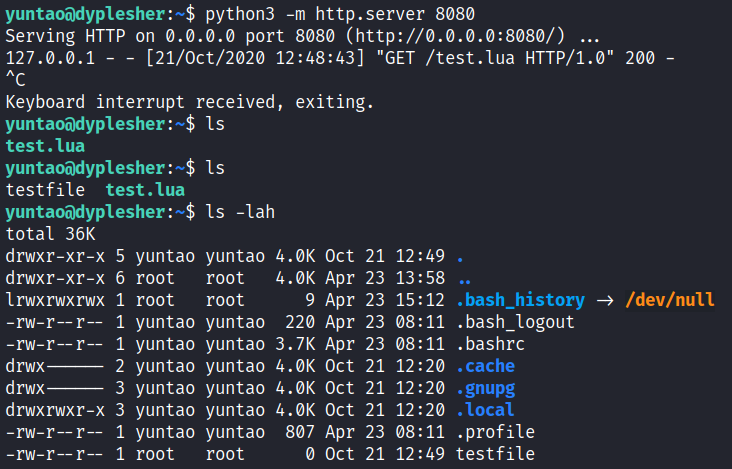 yuntao@dyplesher:~$ python3 -m http.server 8080
Serving HTTP on 0.0.0.0 port 8080 (http://0.0.0.0:8080/) ...
127.0.0.1 - - [21/Oct/2020 12:48:43] "GET /test.lua HTTP/1.0" 200 -
^C
Keyboard interrupt received, exiting.
yuntao@dyplesher:~$ ls
test.lua
yuntao@dyplesher:~$ ls
testfile  test.lua
yuntao@dyplesher:~$ ls -lah
total 36K
drwxr-xr-x 5 yuntao yuntao 4.0K Oct 21 12:49 .
drwxr-xr-x 6 root   root   4.0K Apr 23 13:58 ..
lrwxrwxrwx 1 root   root      9 Apr 23 15:12 .bash_history -> /dev/null
-rw-r--r-- 1 yuntao yuntao  220 Apr 23 08:11 .bash_logout
-rw-r--r-- 1 yuntao yuntao 3.7K Apr 23 08:11 .bashrc
drwx------ 2 yuntao yuntao 4.0K Oct 21 12:20 .cache
drwx------ 3 yuntao yuntao 4.0K Oct 21 12:20 .gnupg
drwxrwxr-x 3 yuntao yuntao 4.0K Oct 21 12:20 .local
-rw-r--r-- 1 yuntao yuntao  807 Apr 23 08:11 .profile
-rw-r--r-- 1 root   root      0 Oct 21 12:49 testfile